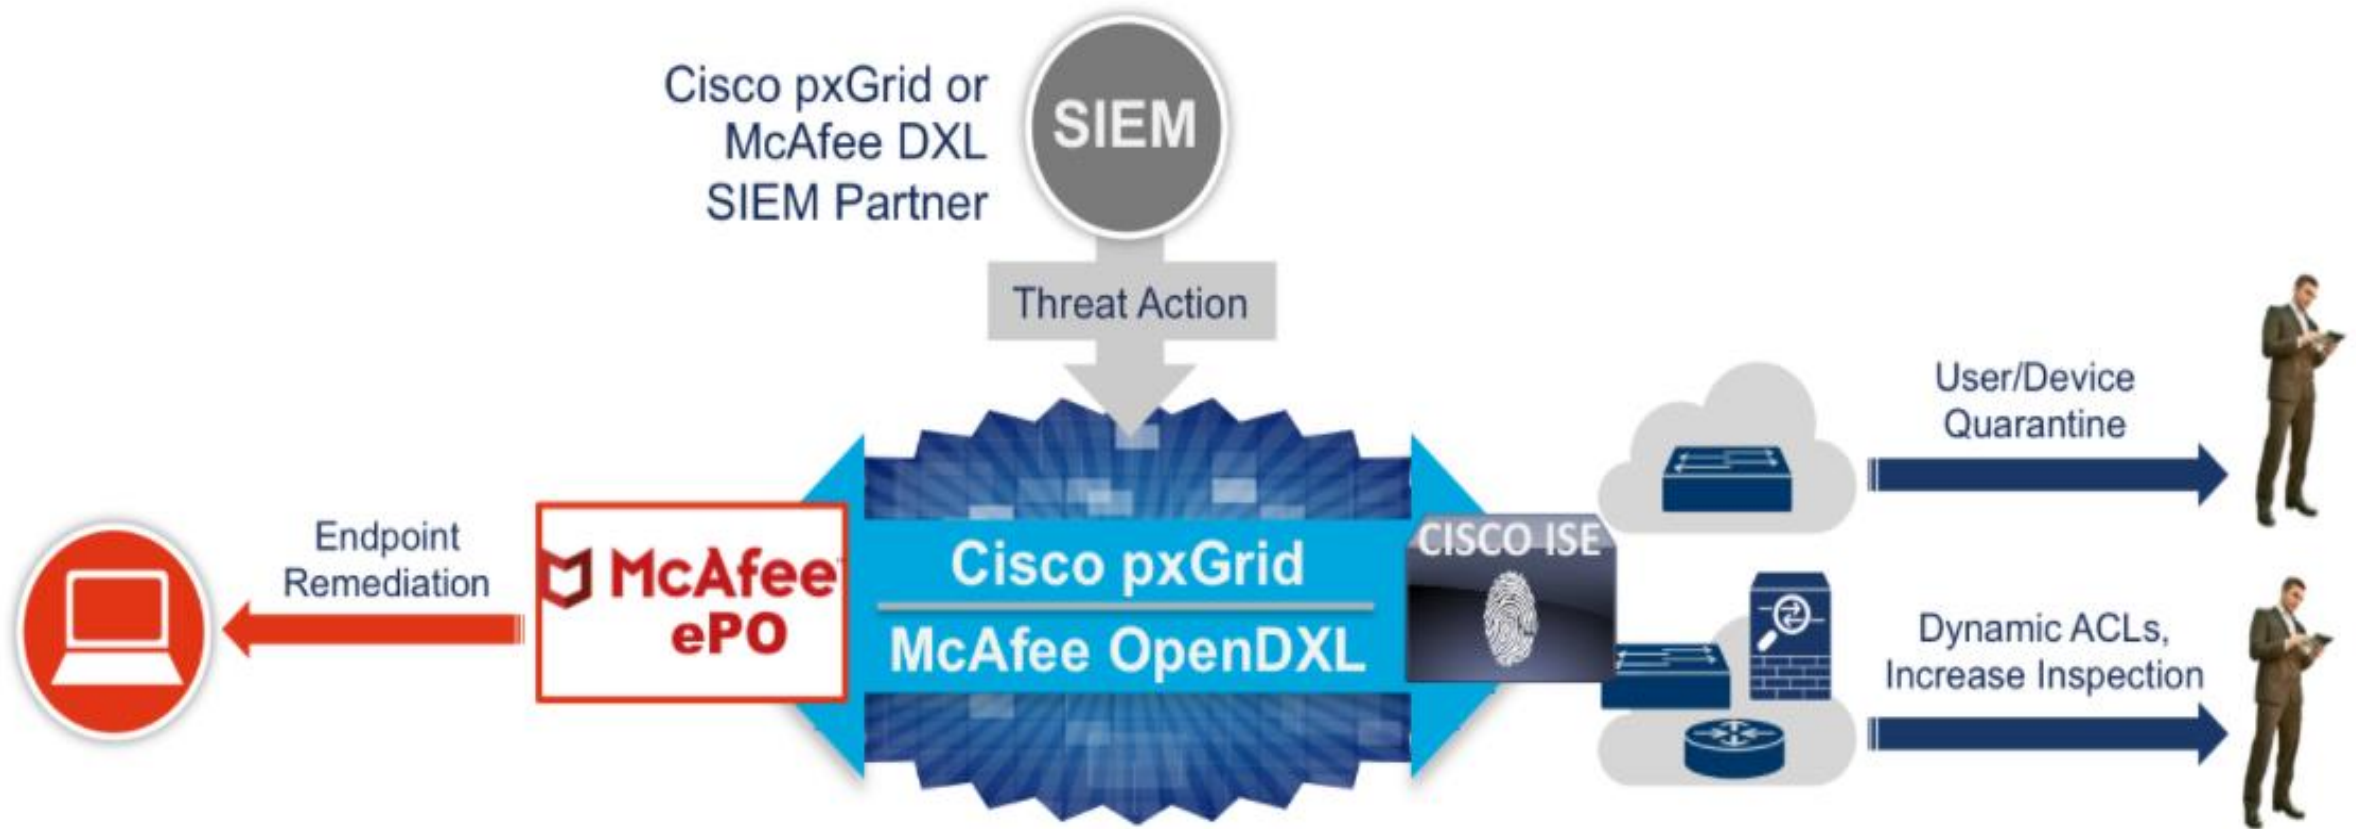 Cisco pxGrid or
McAfee DXL
SIEM Partner
SIEM
Threat Action
User/Device
Quarantine
Endpoint
Remediation
McAfee
ePO
Cisco pxGrid
McAfee OpenDXL
CISCO ISE
Dynamic ACLs,
Increase Inspection